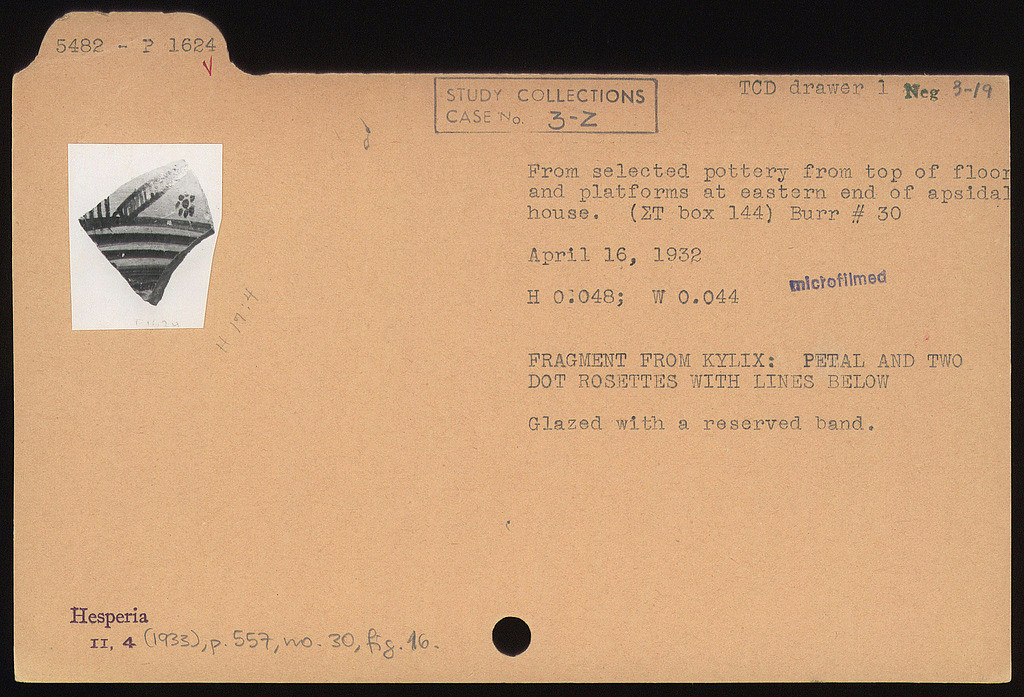 5482 - P 1624
TCD drawer 1 Neg 3-19
STUDY COLLECTIONS
CASE No. 3-Z
From selected pottery from top of floor
and platforms at eastern end of apsidal
house. (ΣT box 144) Burr # 30
April 16, 1932
microfilmed
H 0.048; W 0.044
H 17:4
FRAGMENT FROM KYLIX: PETAL AND TWO
DOT ROSETTES WITH LINES BELOW
Glazed with a reserved band.
Hesperia
II, 4 (1933), p. 557, no. 30, fig. 16.